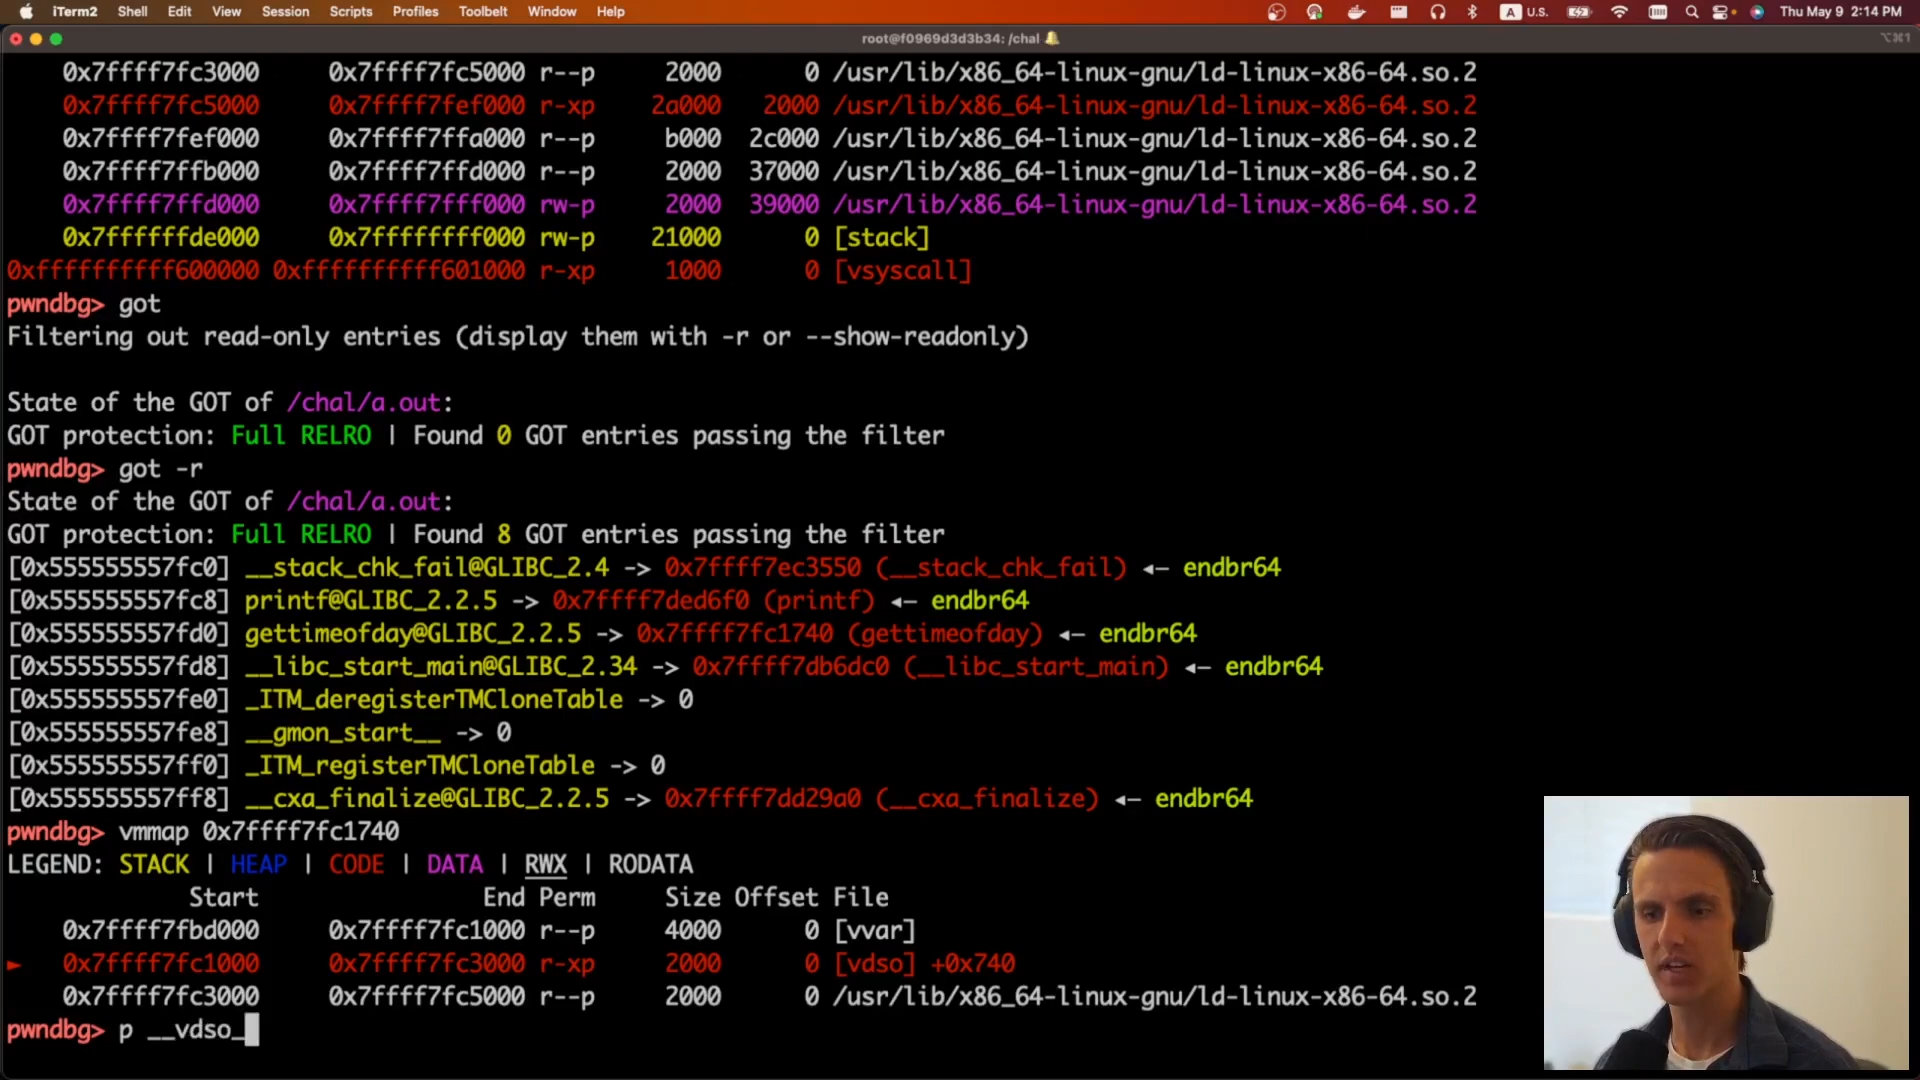 iTerm2 Shell Edit View Session Scripts Profiles Toolbelt Window Help A U.S. Thu May 9 2:14 PM
root@f0969d3d3b34: /chal ⌥⌘1
0x7ffff7fc3000 0x7ffff7fc5000 r--p 2000 0 /usr/lib/x86_64-linux-gnu/ld-linux-x86-64.so.2
0x7ffff7fc5000 0x7ffff7fef000 r-xp 2a000 2000 /usr/lib/x86_64-linux-gnu/ld-linux-x86-64.so.2
0x7ffff7fef000 0x7ffff7ffa000 r--p b000 2c000 /usr/lib/x86_64-linux-gnu/ld-linux-x86-64.so.2
0x7ffff7ffb000 0x7ffff7ffd000 r--p 2000 37000 /usr/lib/x86_64-linux-gnu/ld-linux-x86-64.so.2
0x7ffff7ffd000 0x7ffff7fff000 rw-p 2000 39000 /usr/lib/x86_64-linux-gnu/ld-linux-x86-64.so.2
0x7ffffffde000 0x7ffffffff000 rw-p 21000 0 [stack]
0xffffffffff600000 0xffffffffff601000 r-xp 1000 0 [vsyscall]
pwndbg> got
Filtering out read-only entries (display them with -r or --show-readonly)
State of the GOT of /chal/a.out:
GOT protection: Full RELRO | Found 0 GOT entries passing the filter
pwndbg> got -r
State of the GOT of /chal/a.out:
GOT protection: Full RELRO | Found 8 GOT entries passing the filter
[0x555555557fc0] __stack_chk_fail@GLIBC_2.4 -> 0x7ffff7ec3550 (__stack_chk_fail) ◂— endbr64
[0x555555557fc8] printf@GLIBC_2.2.5 -> 0x7ffff7ded6f0 (printf) ◂— endbr64
[0x555555557fd0] gettimeofday@GLIBC_2.2.5 -> 0x7ffff7fc1740 (gettimeofday) ◂— endbr64
[0x555555557fd8] __libc_start_main@GLIBC_2.34 -> 0x7ffff7db6dc0 (__libc_start_main) ◂— endbr64
[0x555555557fe0] _ITM_deregisterTMCloneTable -> 0
[0x555555557fe8] __gmon_start__ -> 0
[0x555555557ff0] _ITM_registerTMCloneTable -> 0
[0x555555557ff8] __cxa_finalize@GLIBC_2.2.5 -> 0x7ffff7dd29a0 (__cxa_finalize) ◂— endbr64
pwndbg> vmmap 0x7ffff7fc1740
LEGEND: STACK | HEAP | CODE | DATA | RWX | RODATA
Start End Perm Size Offset File
0x7ffff7fbd000 0x7ffff7fc1000 r--p 4000 0 [vvar]
► 0x7ffff7fc1000 0x7ffff7fc3000 r-xp 2000 0 [vdso] +0x740
0x7ffff7fc3000 0x7ffff7fc5000 r--p 2000 0 /usr/lib/x86_64-linux-gnu/ld-linux-x86-64.so.2
pwndbg> p __vdso_